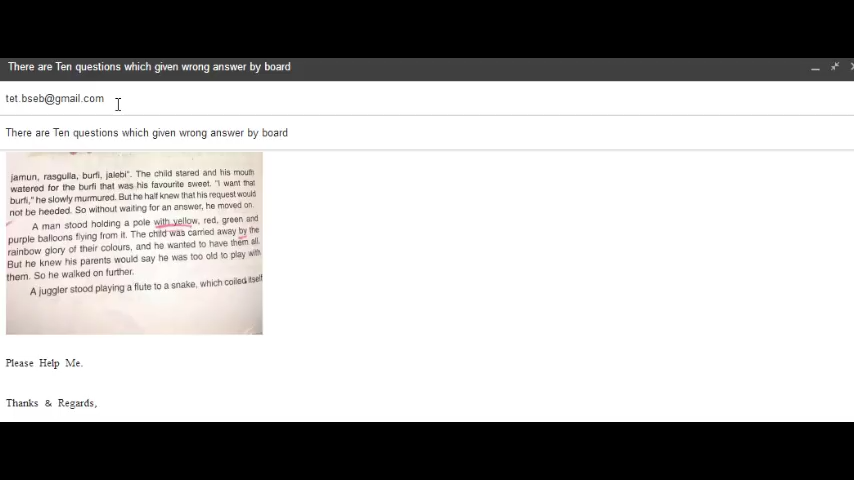 There are Ten questions which given wrong answer by board
tet.bseb@gmail.com
There are Ten questions which given wrong answer by board
jamun, rasgulla, burfi, jalebi". The child stared and his mouth
watered for the burfi that was his favourite sweet. "I want that
burfi," he slowly murmured. But he half knew that his request would
not be heeded. So without waiting for an answer, he moved on.
A man stood holding a pole with yellow, red, green and
purple balloons flying from it. The child was carried away by the
rainbow glory of their colours, and he wanted to have them all.
But he knew his parents would say he was too old to play with
them. So he walked on further.
A juggler stood playing a flute to a snake, which coiled itself
Please Help Me.
Thanks & Regards,